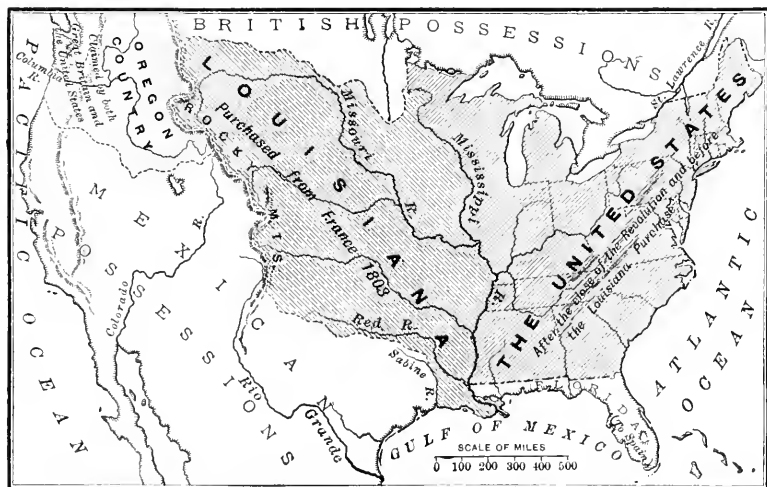 BRITISH POSSESSIONS
PACIFIC OCEAN
Columbia R.
Claimed by both
Great Britain and
the United States
OREGON
COUNTRY
ROCKY MTS.
LOUISIANA
Purchased from France 1803
Missouri R.
Mississippi R.
St. Lawrence R.
THE UNITED STATES
After the close of the Revolution and before
the Louisiana Purchase
MEXICAN
POSSESSIONS
Colorado R.
Red R.
Sabine R.
Rio Grande
FLORIDA
(To Spain)
GULF OF MEXICO
ATLANTIC
OCEAN
SCALE OF MILES
0 100 200 300 400 500